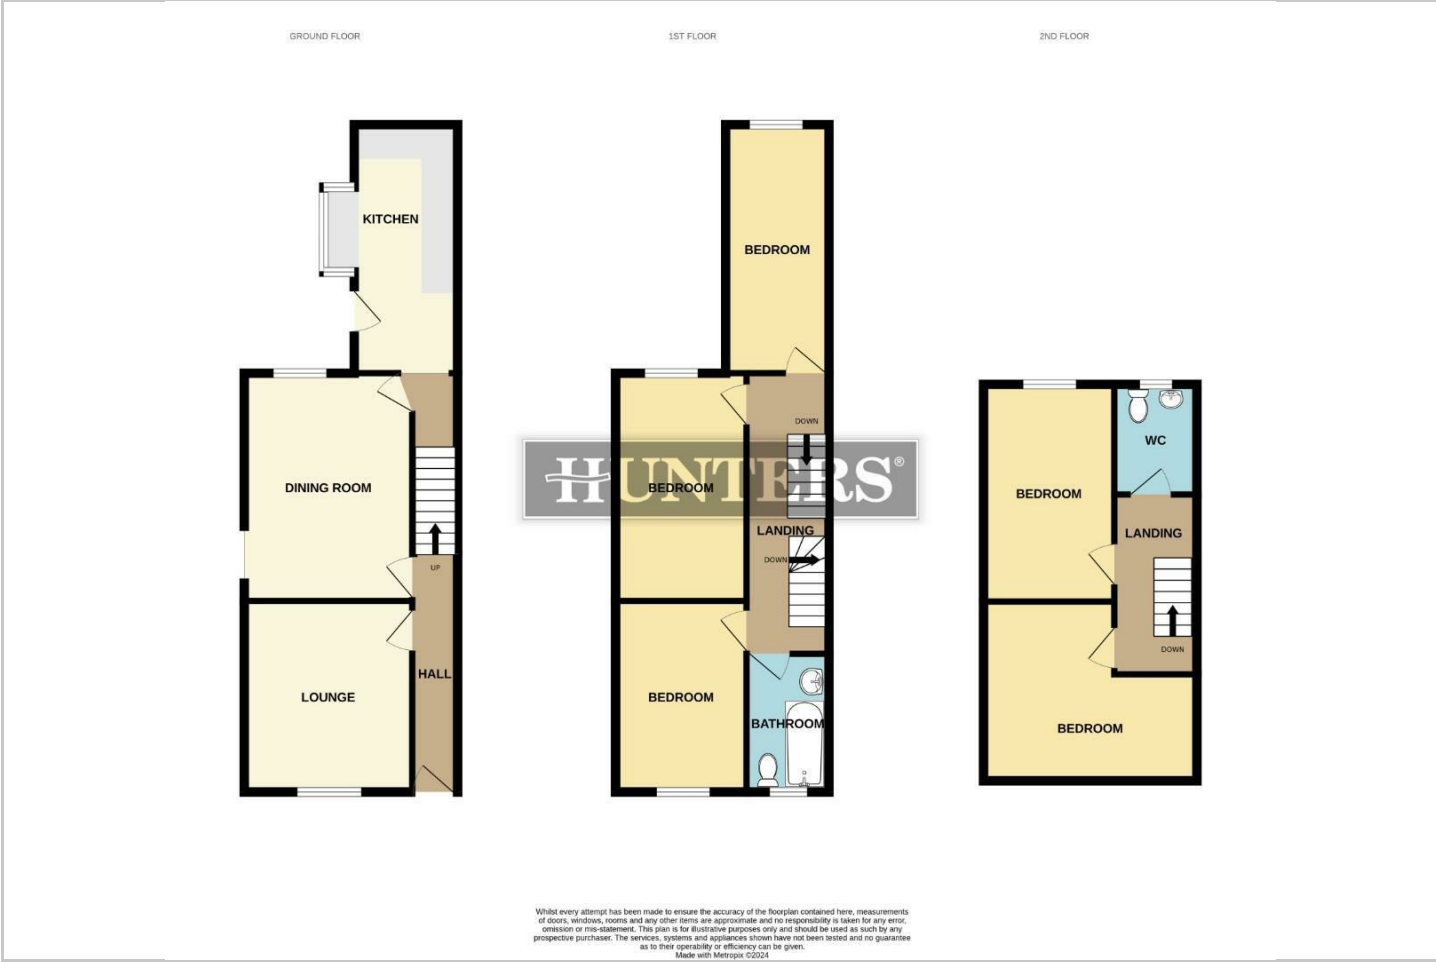 GROUND FLOOR
1ST FLOOR
2ND FLOOR
KITCHEN
DINING ROOM
UP
HALL
LOUNGE
BEDROOM
DOWN
BEDROOM
LANDING
DOWN
BEDROOM
BATHROOM
HUNTERS®
WC
BEDROOM
LANDING
DOWN
BEDROOM
Whilst every attempt has been made to ensure the accuracy of the floorplan contained here, measurements
of doors, windows, rooms and any other items are approximate and no responsibility is taken for any error,
omission or mis-statement. This plan is for illustrative purposes only and should be used as such by any
prospective purchaser. The services, systems and appliances shown have not been tested and no guarantee
as to their operability or efficiency can be given.
Made with Metropix ©2024